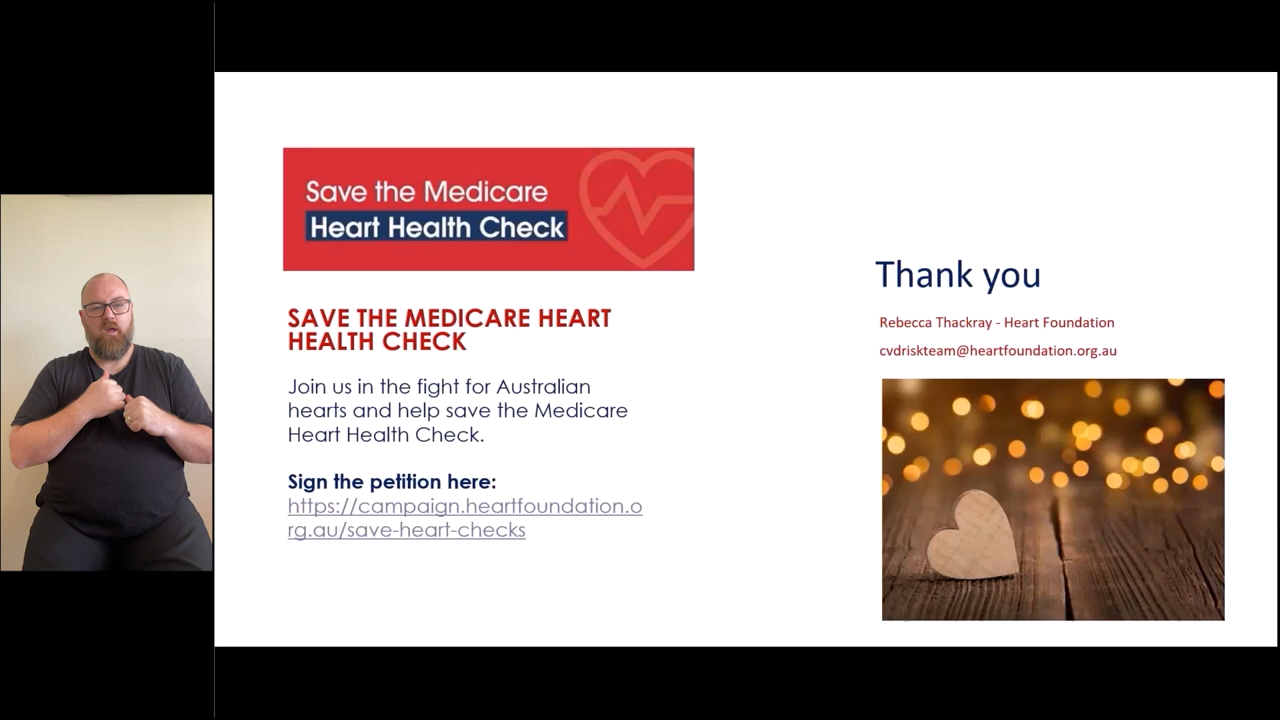 Save the Medicare
Heart Health Check
SAVE THE MEDICARE HEART
HEALTH CHECK
Join us in the fight for Australian
hearts and help save the Medicare
Heart Health Check.
Sign the petition here:
https://campaign.heartfoundation.o
rg.au/save-heart-checks
Thank you
Rebecca Thackray - Heart Foundation
cvdriskteam@heartfoundation.org.au